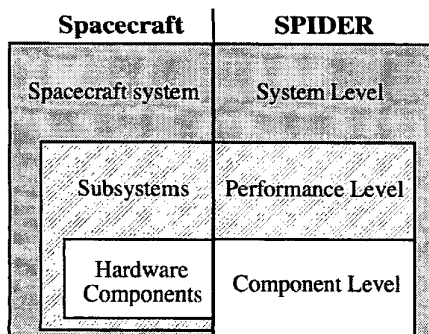 Spacecraft SPIDER
Spacecraft system System Level
Subsystems Performance Level
Hardware
Components Component Level